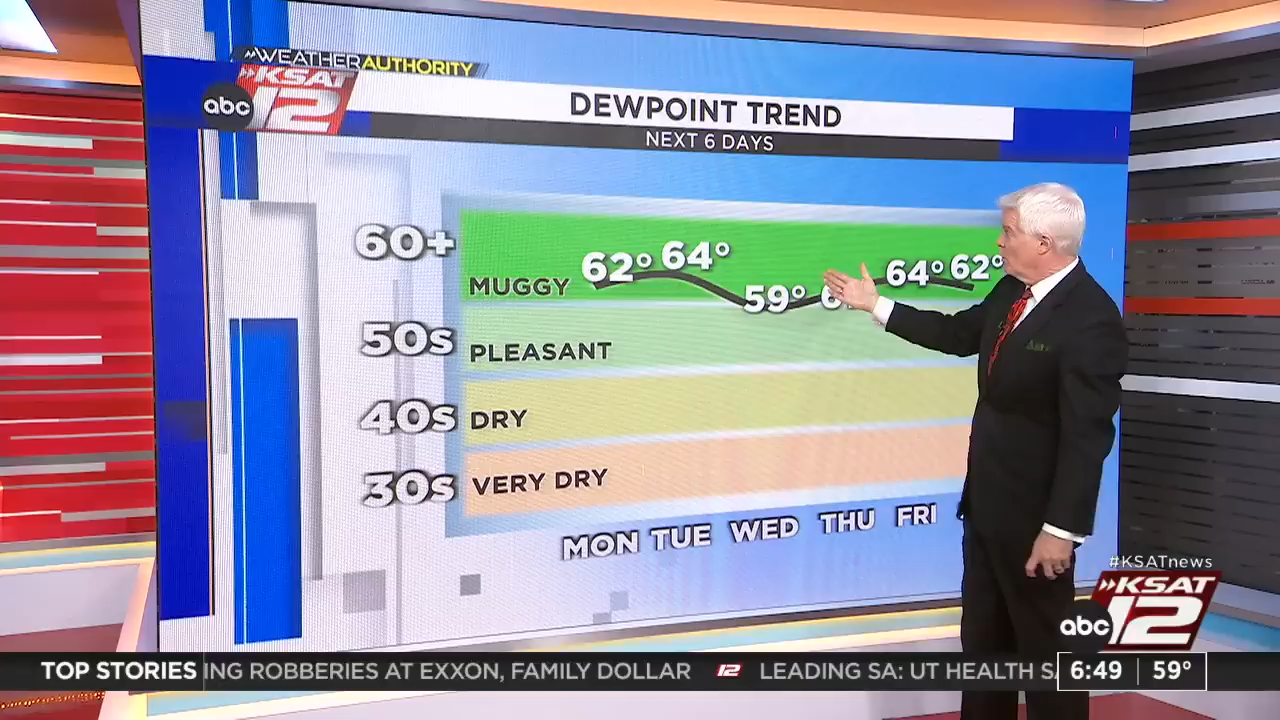 WEATHERAUTHORITY
KSAT
abc 12
DEWPOINT TREND
NEXT 6 DAYS
60+
MUGGY
62° 64° 59° 64° 62°
50s PLEASANT
40s DRY
30s VERY DRY
MON TUE WED THU FRI
#KSATnews
KSAT
abc 12
TOP STORIES ING ROBBERIES AT EXXON, FAMILY DOLLAR 12 LEADING SA: UT HEALTH 6:49 59°